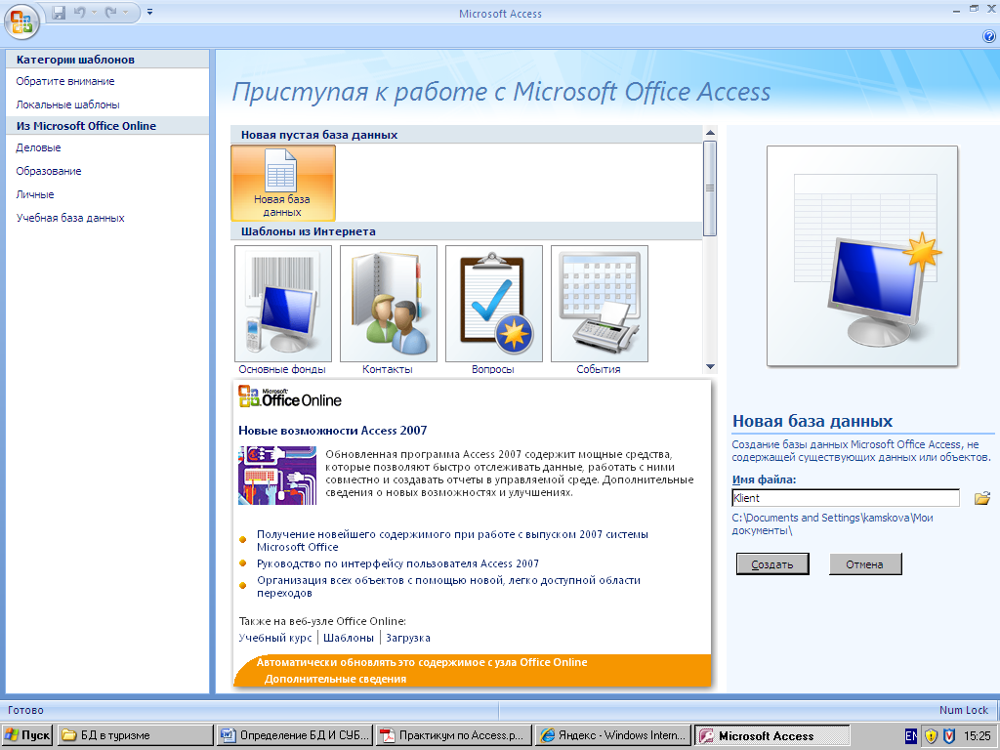 Microsoft Access
Категории шаблонов
Обратите внимание
Локальные шаблоны
Из Microsoft Office Online
Деловые
Образование
Личные
Учебная база данных
Приступая к работе с Microsoft Office Access
Новая пустая база данных
Новая база
данных
Шаблоны из Интернета
Основные фонды
Контакты
Вопросы
События
Microsoft
Office Online
Новые возможности Access 2007
Обновленная программа Access 2007 содержит мощные средства,
которые позволяют быстро отслеживать данные, работать с ними
совместно и создавать отчеты в управляемой среде. Дополнительные
сведения о новых возможностях и улучшениях.
Получение новейшего содержимого при работе с выпуском 2007 системы
Microsoft Office
Руководство по интерфейсу пользователя Access 2007
Организация всех объектов с помощью новой, легко доступной области
переходов
Также на веб-узле Office Online:
Учебный курс | Шаблоны | Загрузка
Автоматически обновлять это содержимое с узла Office Online
Дополнительные сведения
Новая база данных
Создание базы данных Microsoft Office Access, не
содержащей существующих данных или объектов.
Имя файла:
Klient
C:\Documents and Settings\kamskova\Мои
документы\
Создать
Отмена
Готово
Num Lock
Пуск
БД в туризме
Определение БД И СУБ...
Практикум по Access.p...
Яндекс - Windows Intern...
Microsoft Access
EN
15:25